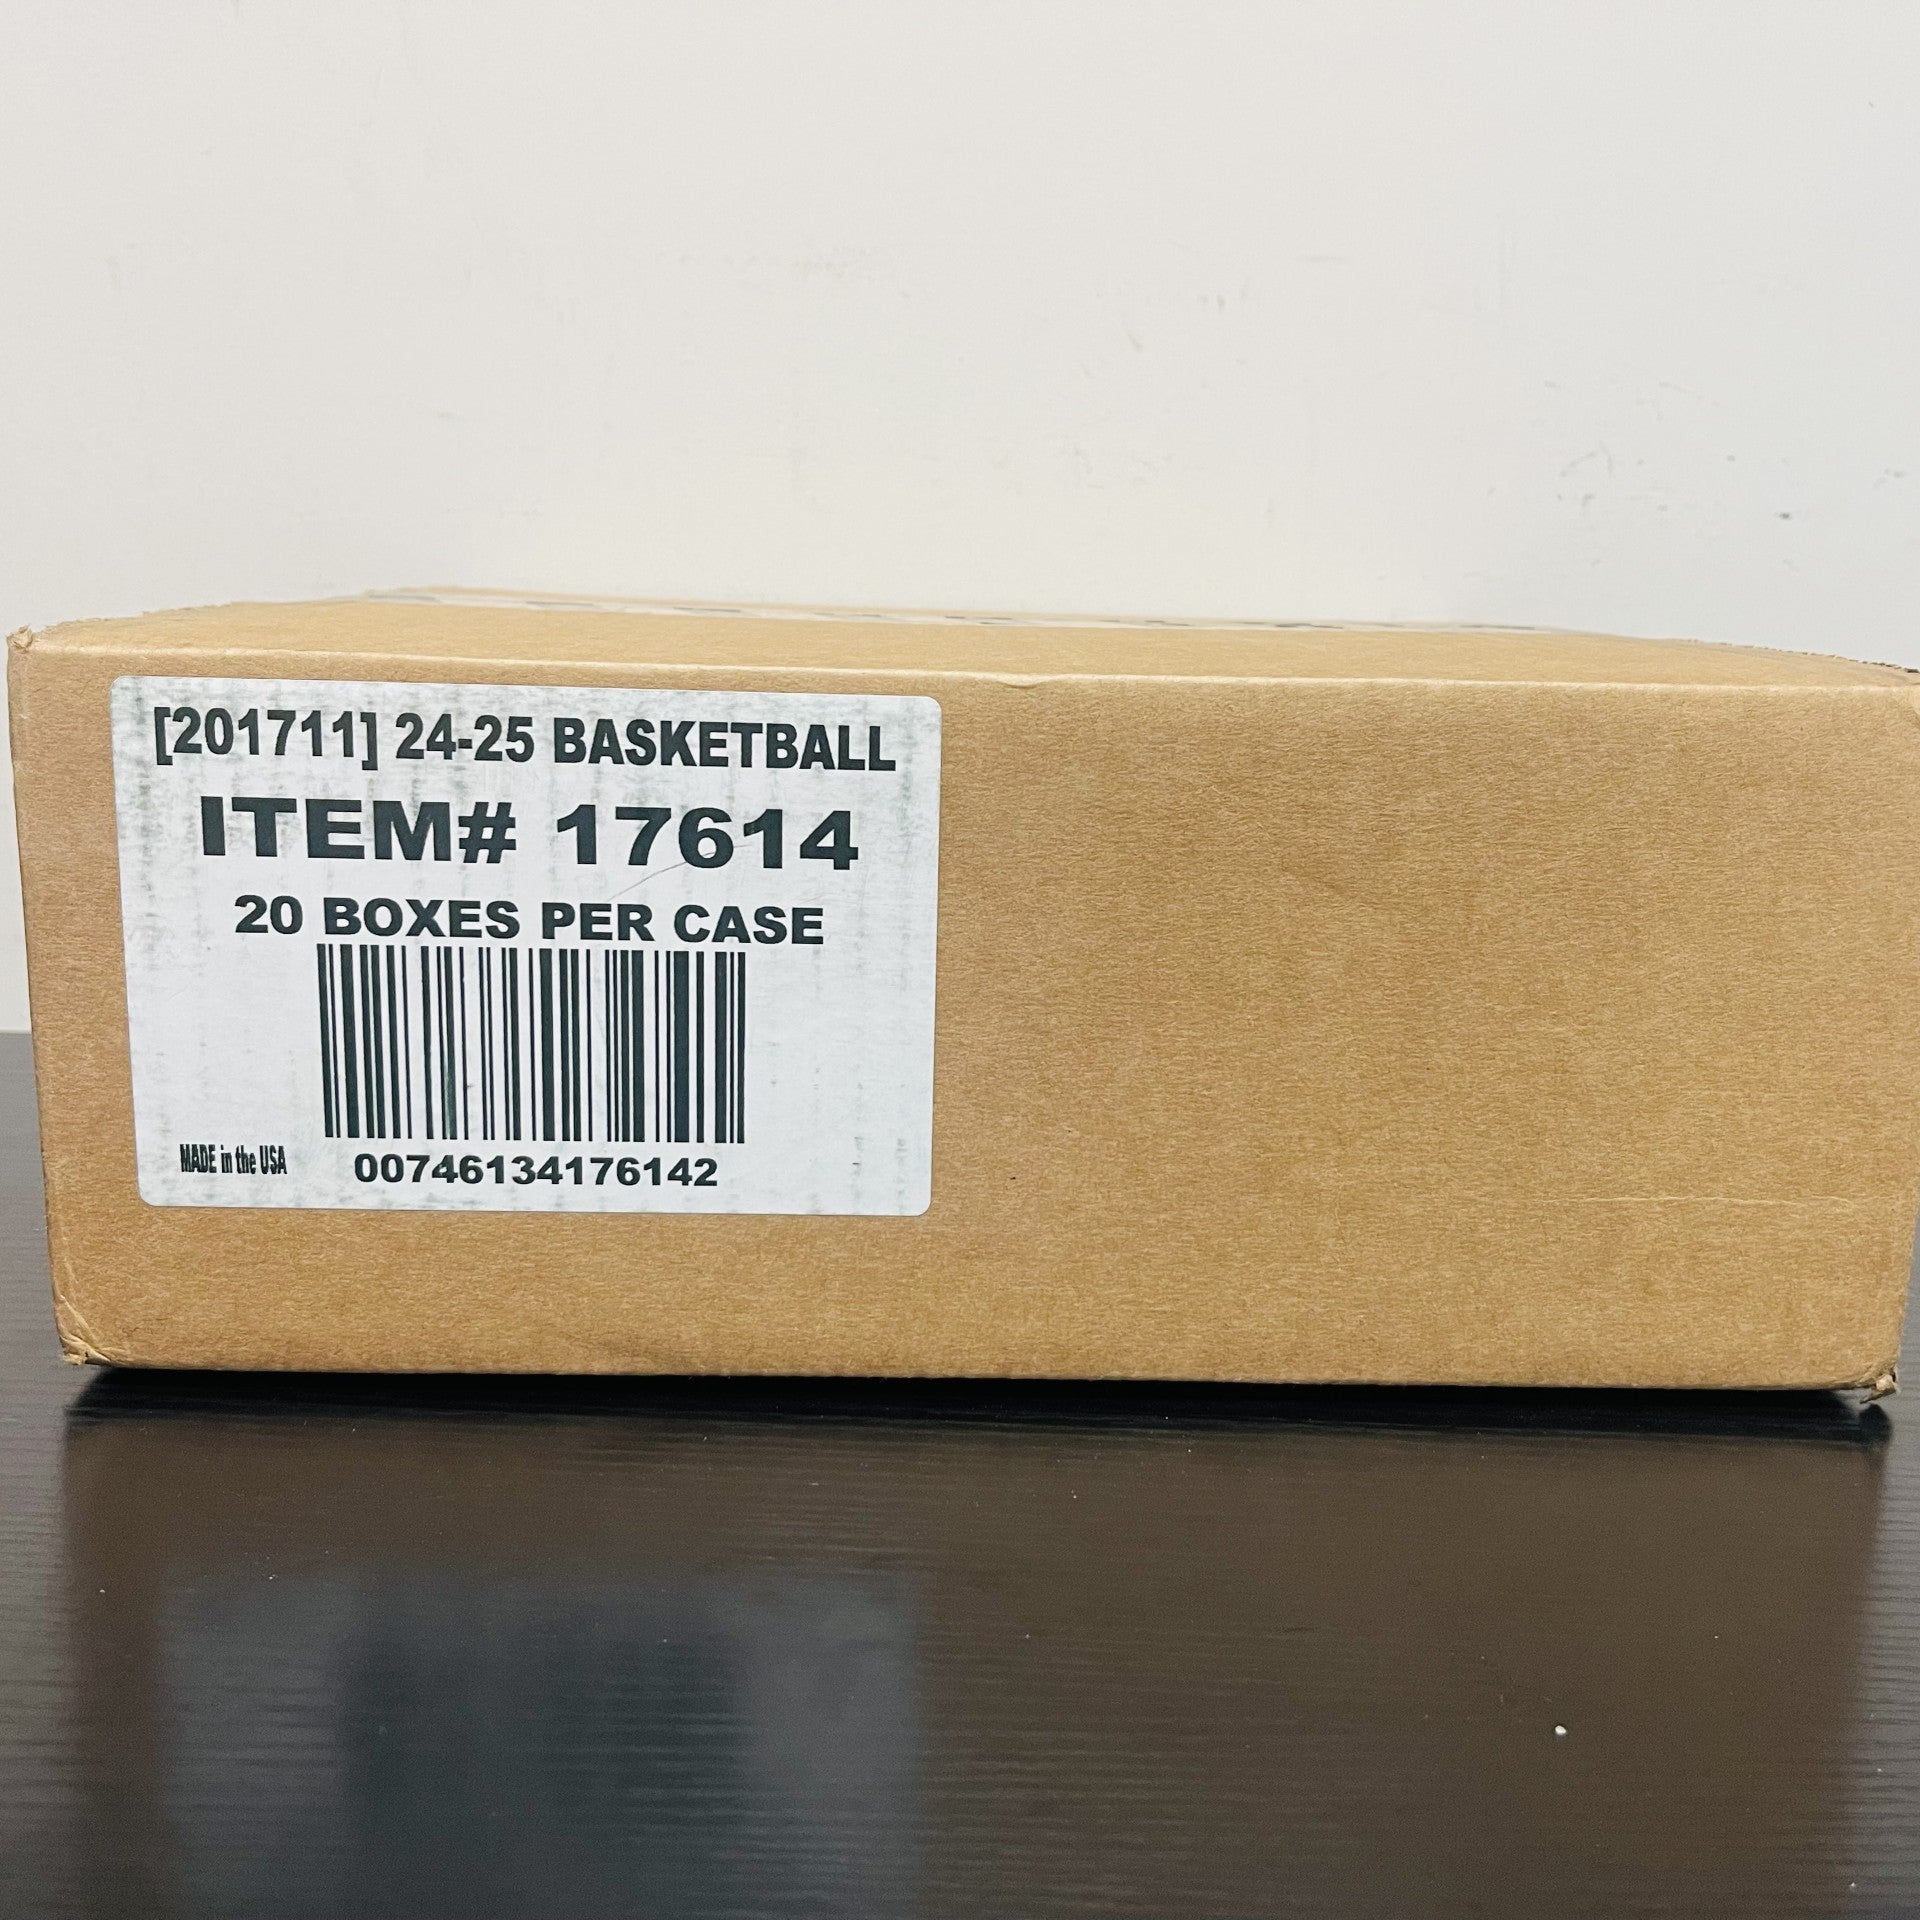 [201711] 24-25 BASKETBALL
ITEM# 17614
20 BOXES PER CASE
MADE in the USA
00746134176142